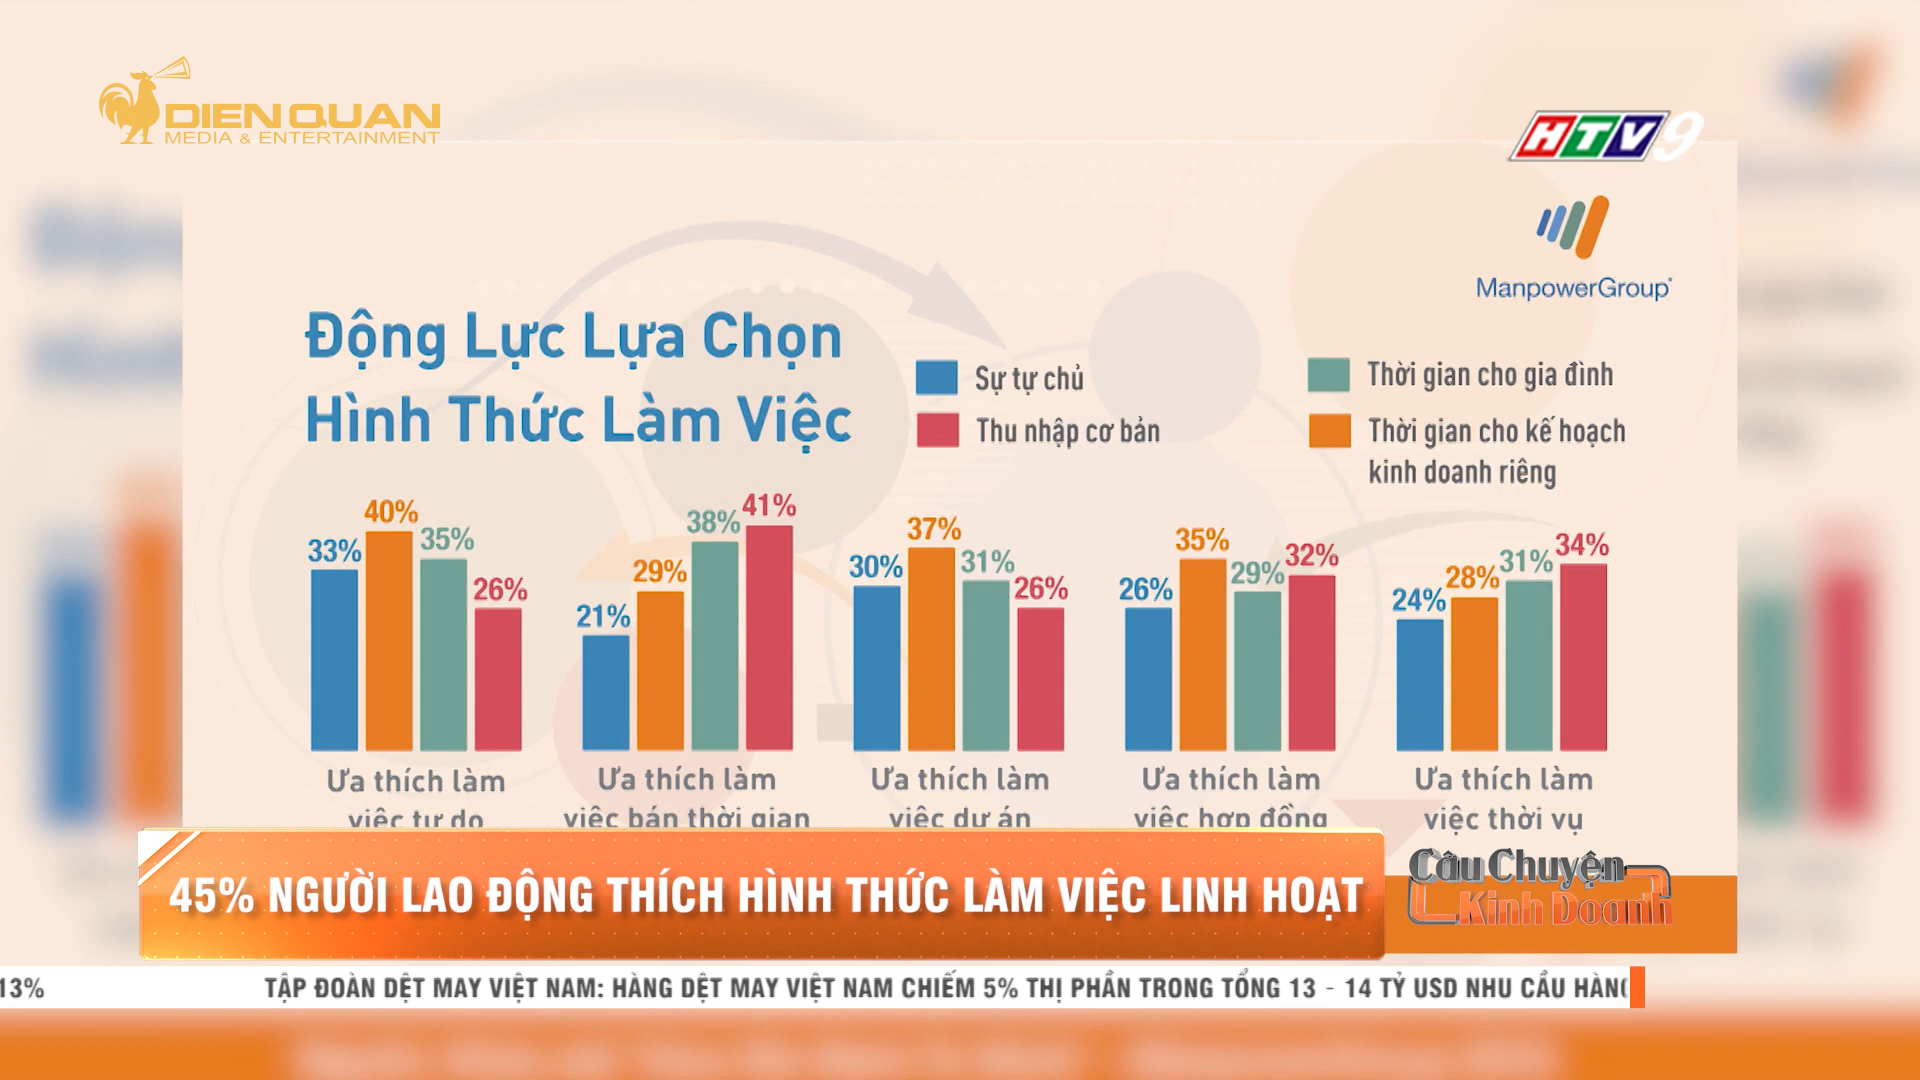 DIENQUAN
MEDIA & ENTERTAINMENT
HTV9
ManpowerGroup
Động Lực Lựa Chọn
Hình Thức Làm Việc
Sự tự chủ
Thu nhập cơ bản
Thời gian cho gia đình
Thời gian cho kế hoạch
kinh doanh riêng
33% 40% 35% 26%
21% 29% 38% 41%
30% 37% 31% 26%
26% 35% 29% 32%
24% 28% 31% 34%
Ưa thích làm
việc tự do
Ưa thích làm
việc bán thời gian
Ưa thích làm
việc dự án
Ưa thích làm
việc hợp đồng
Ưa thích làm
việc thời vụ
45% NGƯỜI LAO ĐỘNG THÍCH HÌNH THỨC LÀM VIỆC LINH HOẠT
Câu Chuyện
Kinh Doanh
13% TẬP ĐOÀN DỆT MAY VIỆT NAM: HÀNG DỆT MAY VIỆT NAM CHIẾM 5% THỊ PHẦN TRONG TỔNG 13 - 14 TỶ USD NHU CẦU HÀN